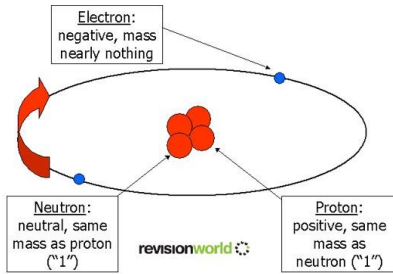 Electron:
negative, mass
nearly nothing
Neutron:
neutral, same
mass as proton
("1")
Proton:
positive, same
mass as
neutron ("1")
revisionworld